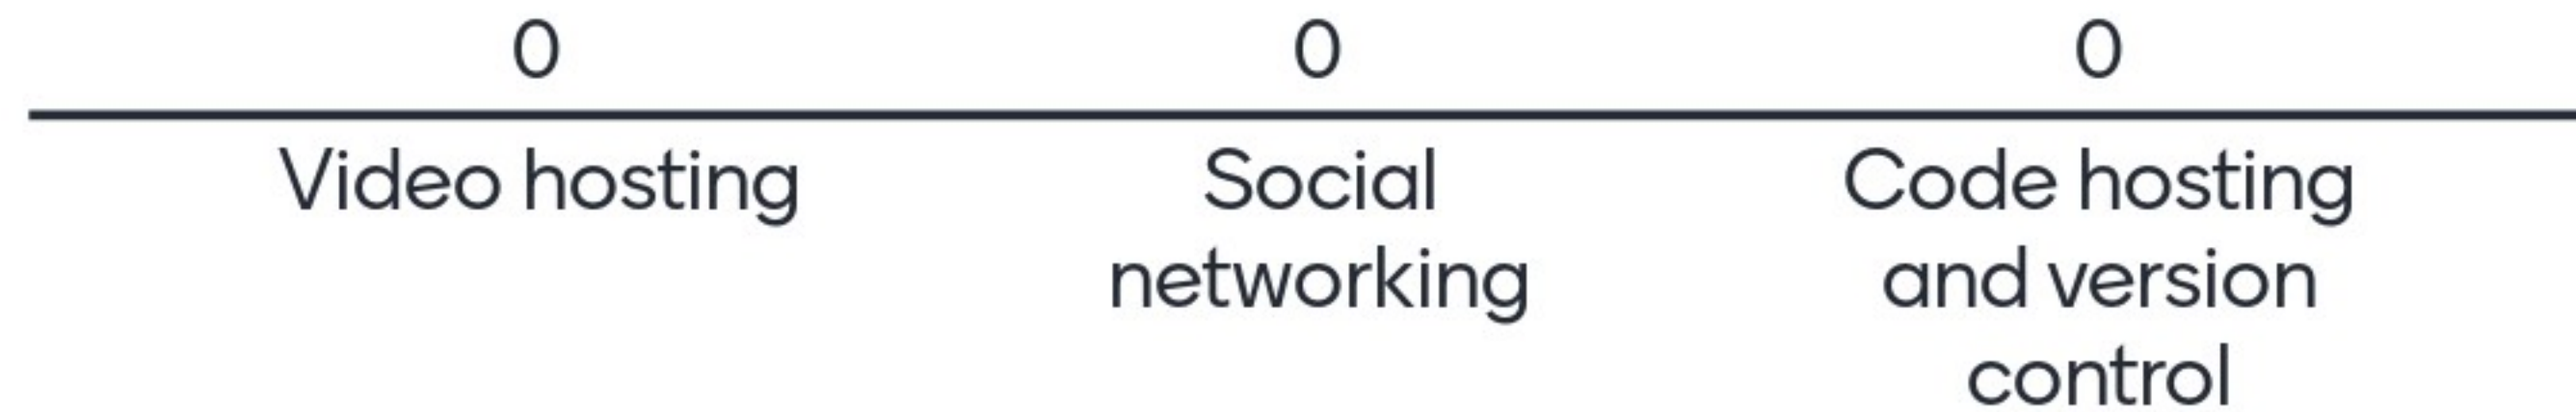 0 0 0
Video hosting
Social
networking
Code hosting
and version
control